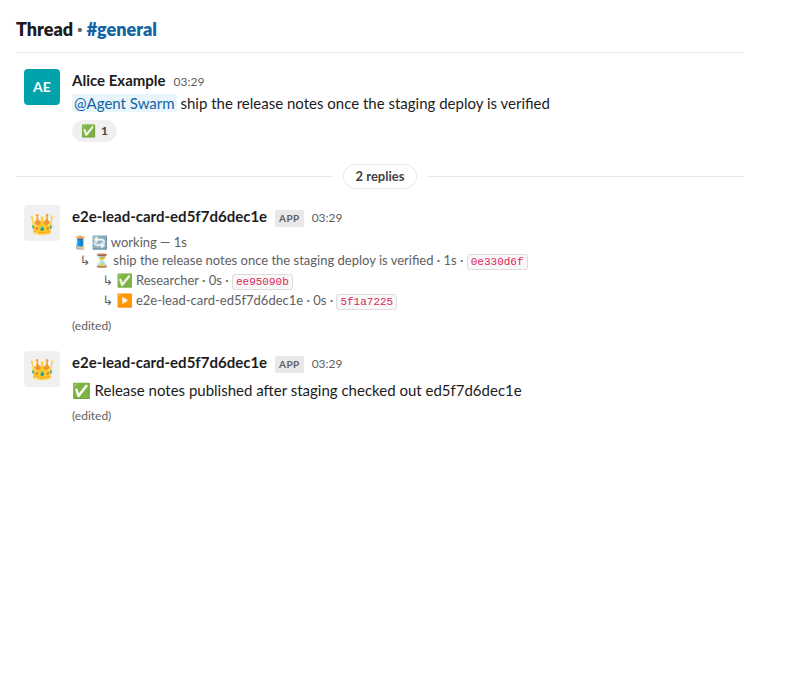 Thread • #general
AE
Alice Example 03:29
@Agent Swarm ship the release notes once the staging deploy is verified
✅ 1
2 replies
e2e-lead-card-ed5f7d6dec1e APP 03:29
🧵 🔄 working — 1s
↳ ⏳ ship the release notes once the staging deploy is verified · 1s · 0e330d6f
↳ ✅ Researcher · 0s · ee95090b
↳ ▶️ e2e-lead-card-ed5f7d6dec1e · 0s · 5f1a7225
(edited)
e2e-lead-card-ed5f7d6dec1e APP 03:29
✅ Release notes published after staging checked out ed5f7d6dec1e
(edited)